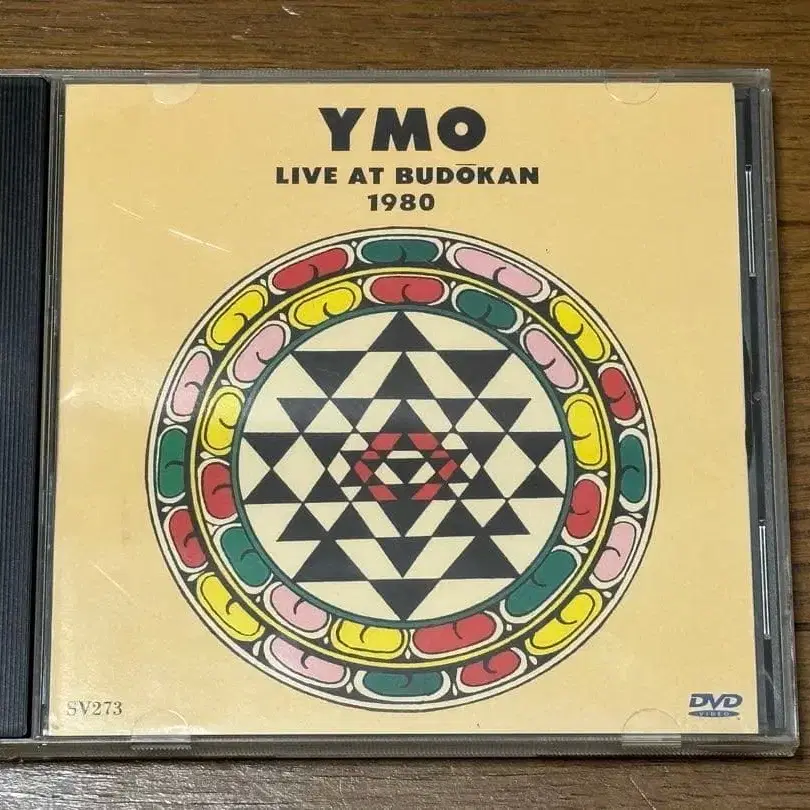 YMO
LIVE AT BUDŌKAN
1980
SV273
DVD
VIDEO